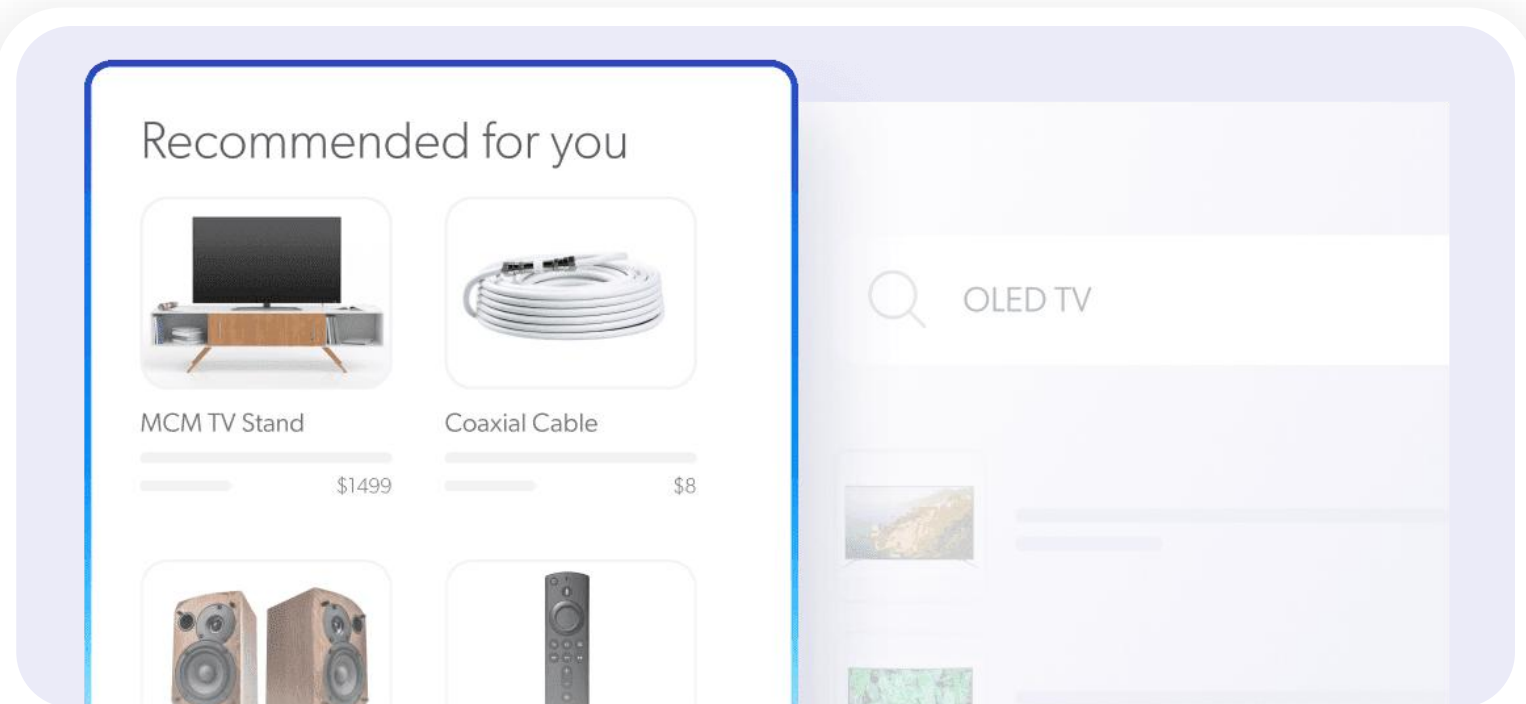 Recommended for you
MCM TV Stand
$1499
Coaxial Cable
$8
OLED TV